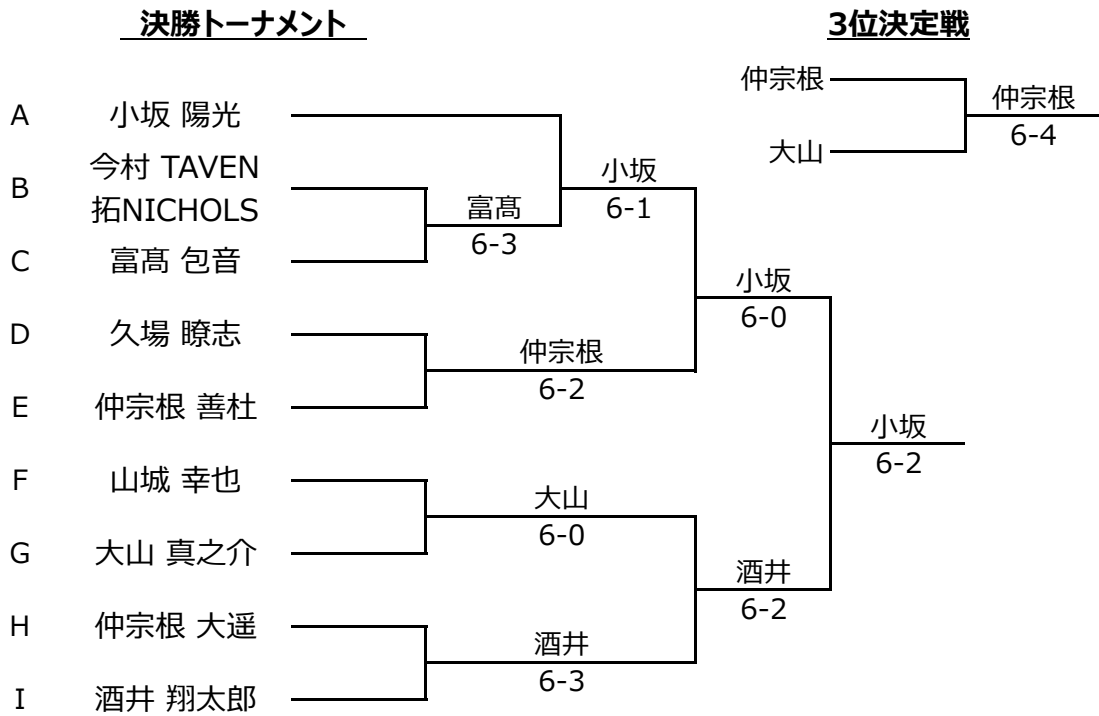 決勝トーナメント
3位決定戦
仲宗根
仲宗根
6-4
大山
A 小坂 陽光
小坂
6-1
B 今村 TAVEN
拓NICHOLS
富髙
6-3
C 富髙 包音
小坂
6-0
D 久場 瞭志
仲宗根
6-2
E 仲宗根 善杜
小坂
6-2
F 山城 幸也
大山
6-0
G 大山 真之介
酒井
6-2
H 仲宗根 大遥
酒井
6-3
I 酒井 翔太郎